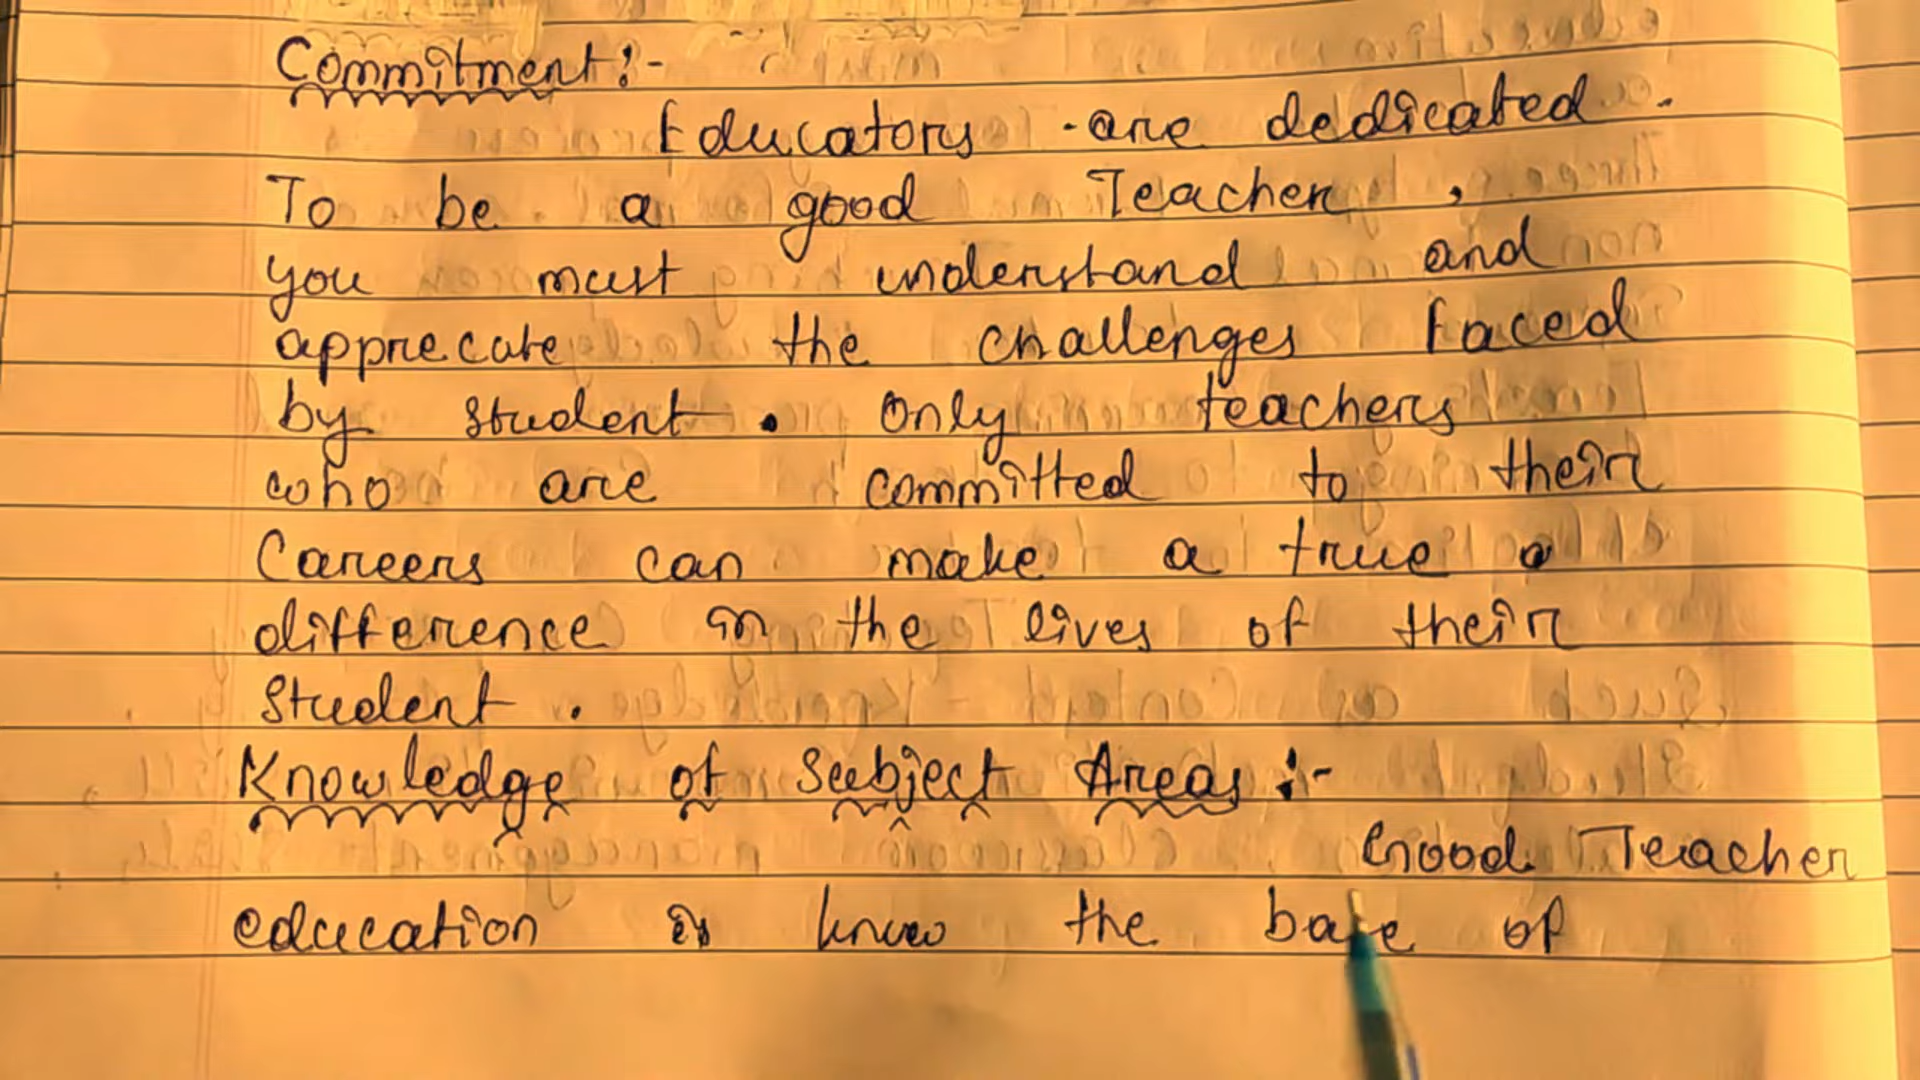 Commitment :-
Educators are dedicated.
To be a good Teacher,
you must understand and
apprecate the challenges faced
by student. Only teachers
who are committed to their
Careers can make a true a
difference in the lives of their
student.
Knowledge of Subject Areas :-
Good Teacher
education is know the base of